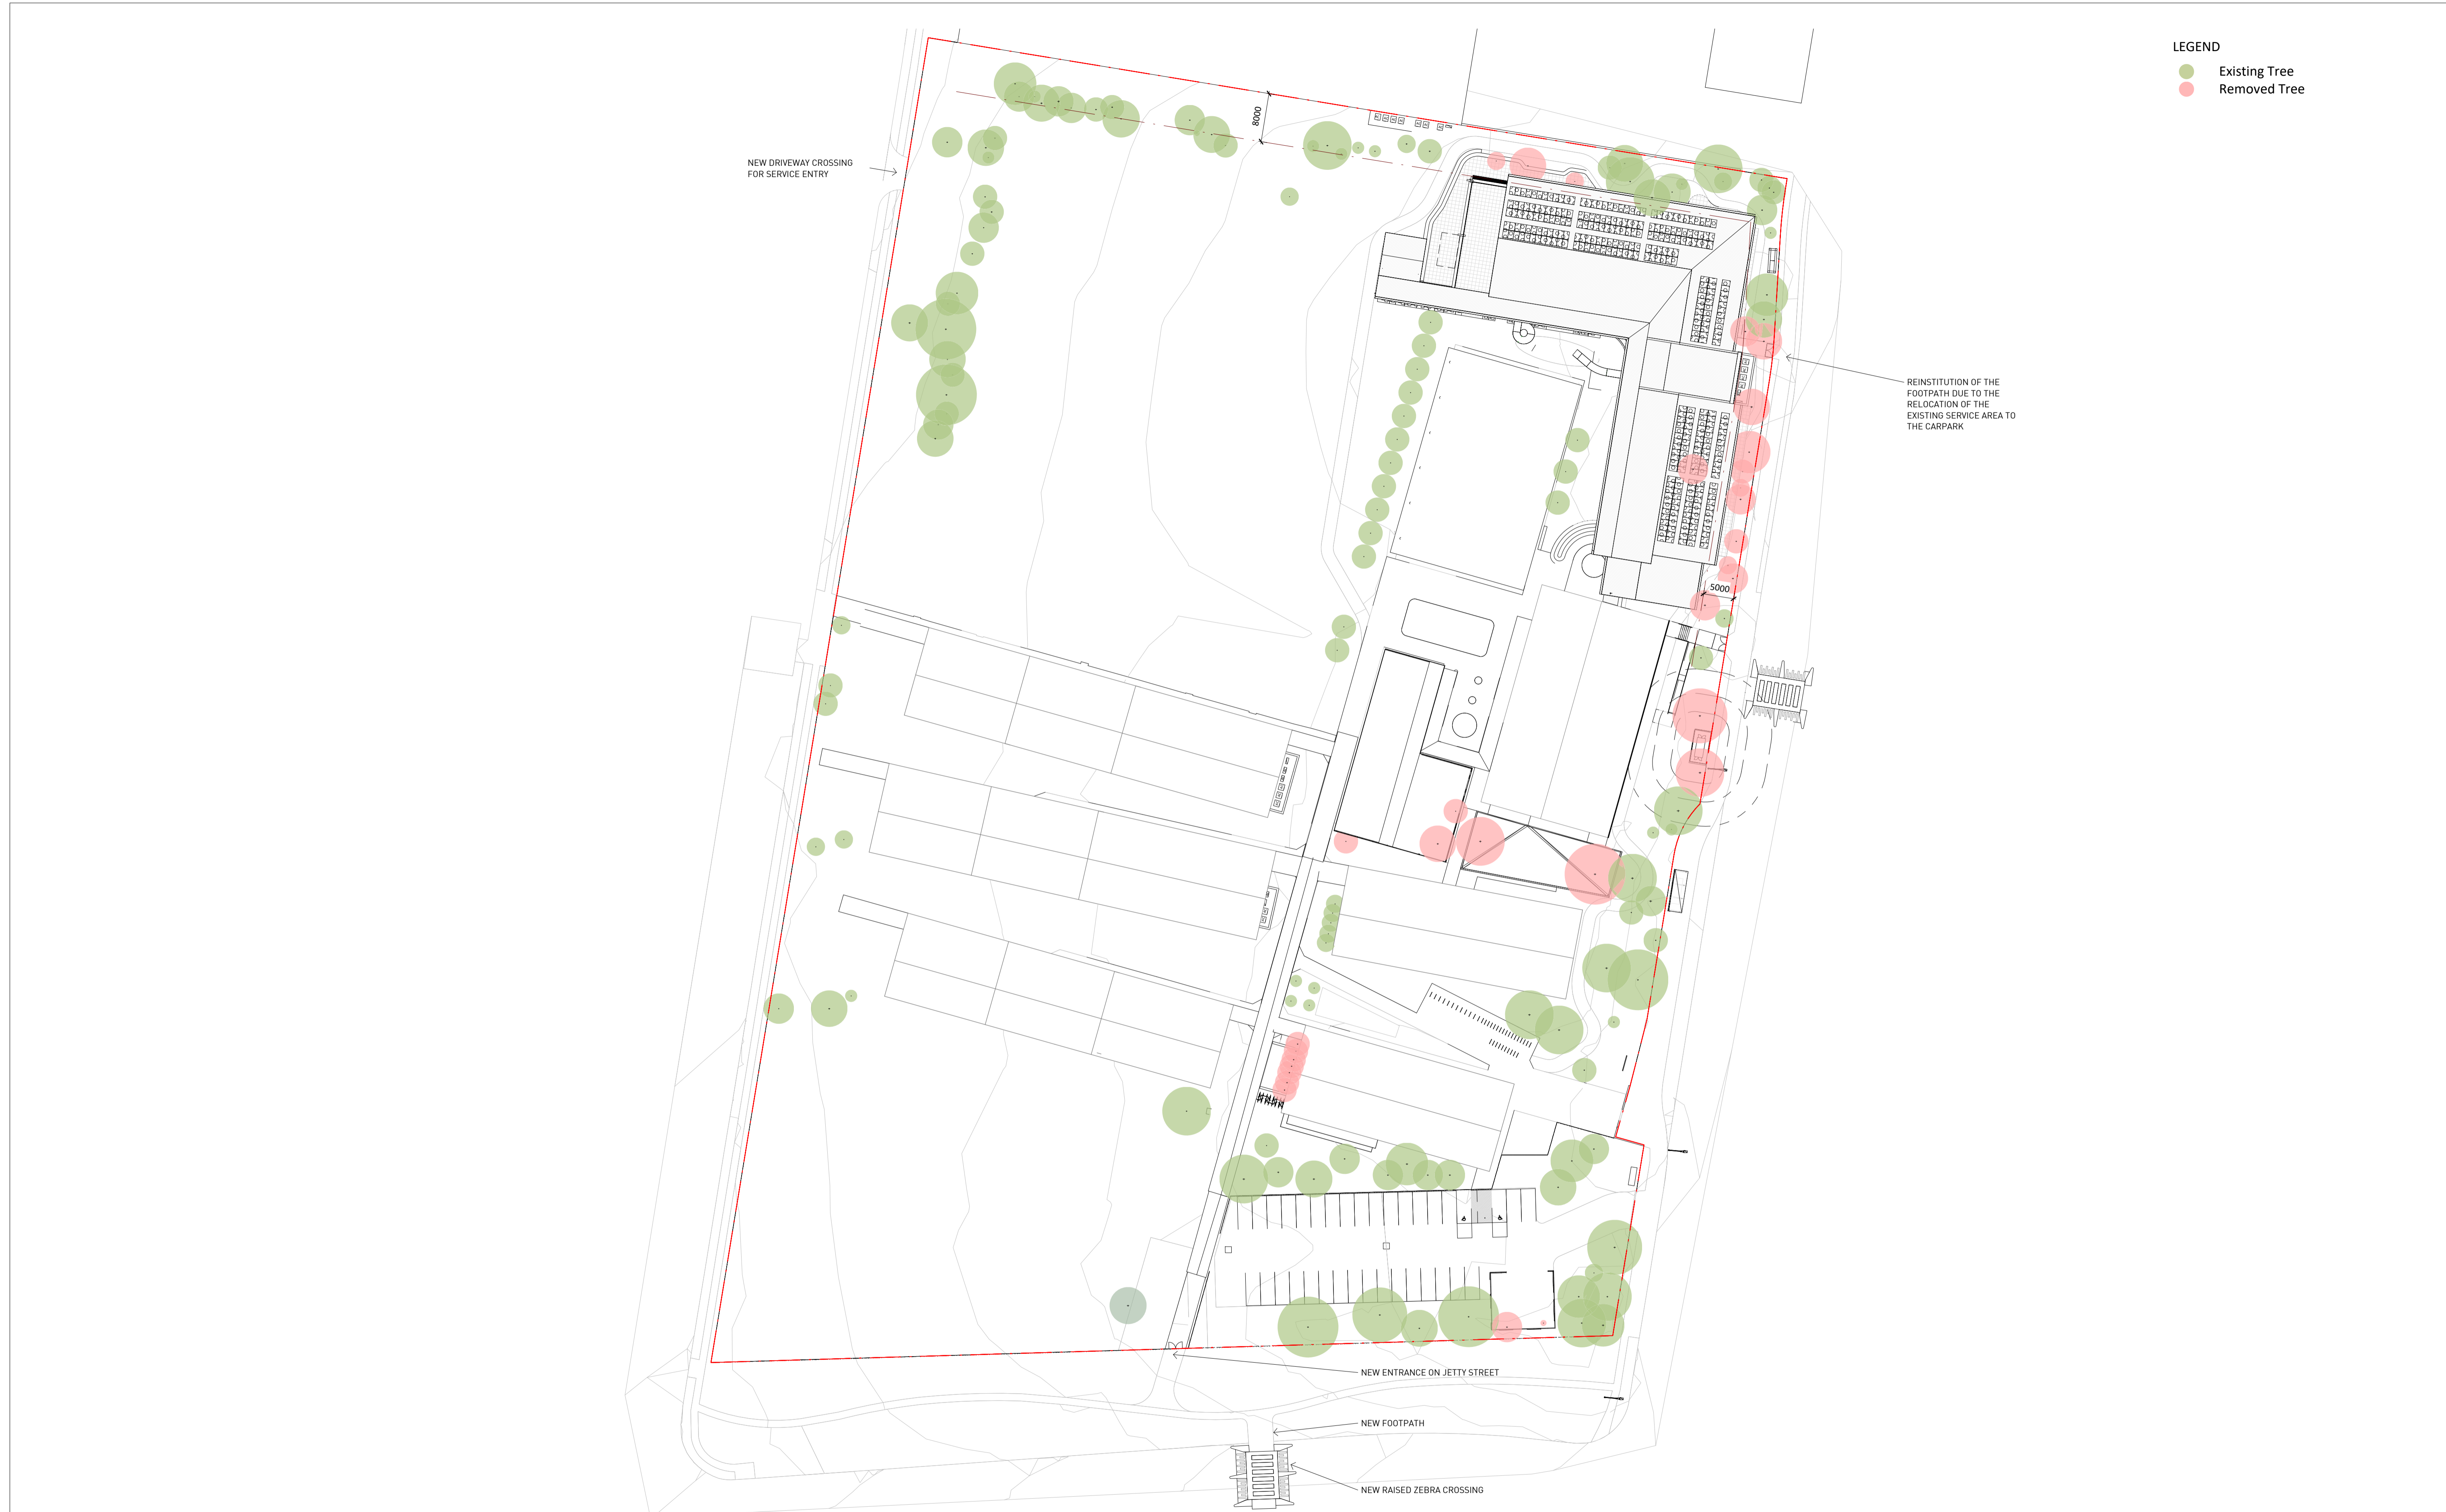 LEGEND
Existing Tree
Removed Tree
8000
NEW DRIVEWAY CROSSING
FOR SERVICE ENTRY
REINSTITUTION OF THE
FOOTPATH DUE TO THE
RELOCATION OF THE
EXISTING SERVICE AREA TO
THE CARPARK
5000
NEW ENTRANCE ON JETTY STREET
NEW FOOTPATH
NEW RAISED ZEBRA CROSSING